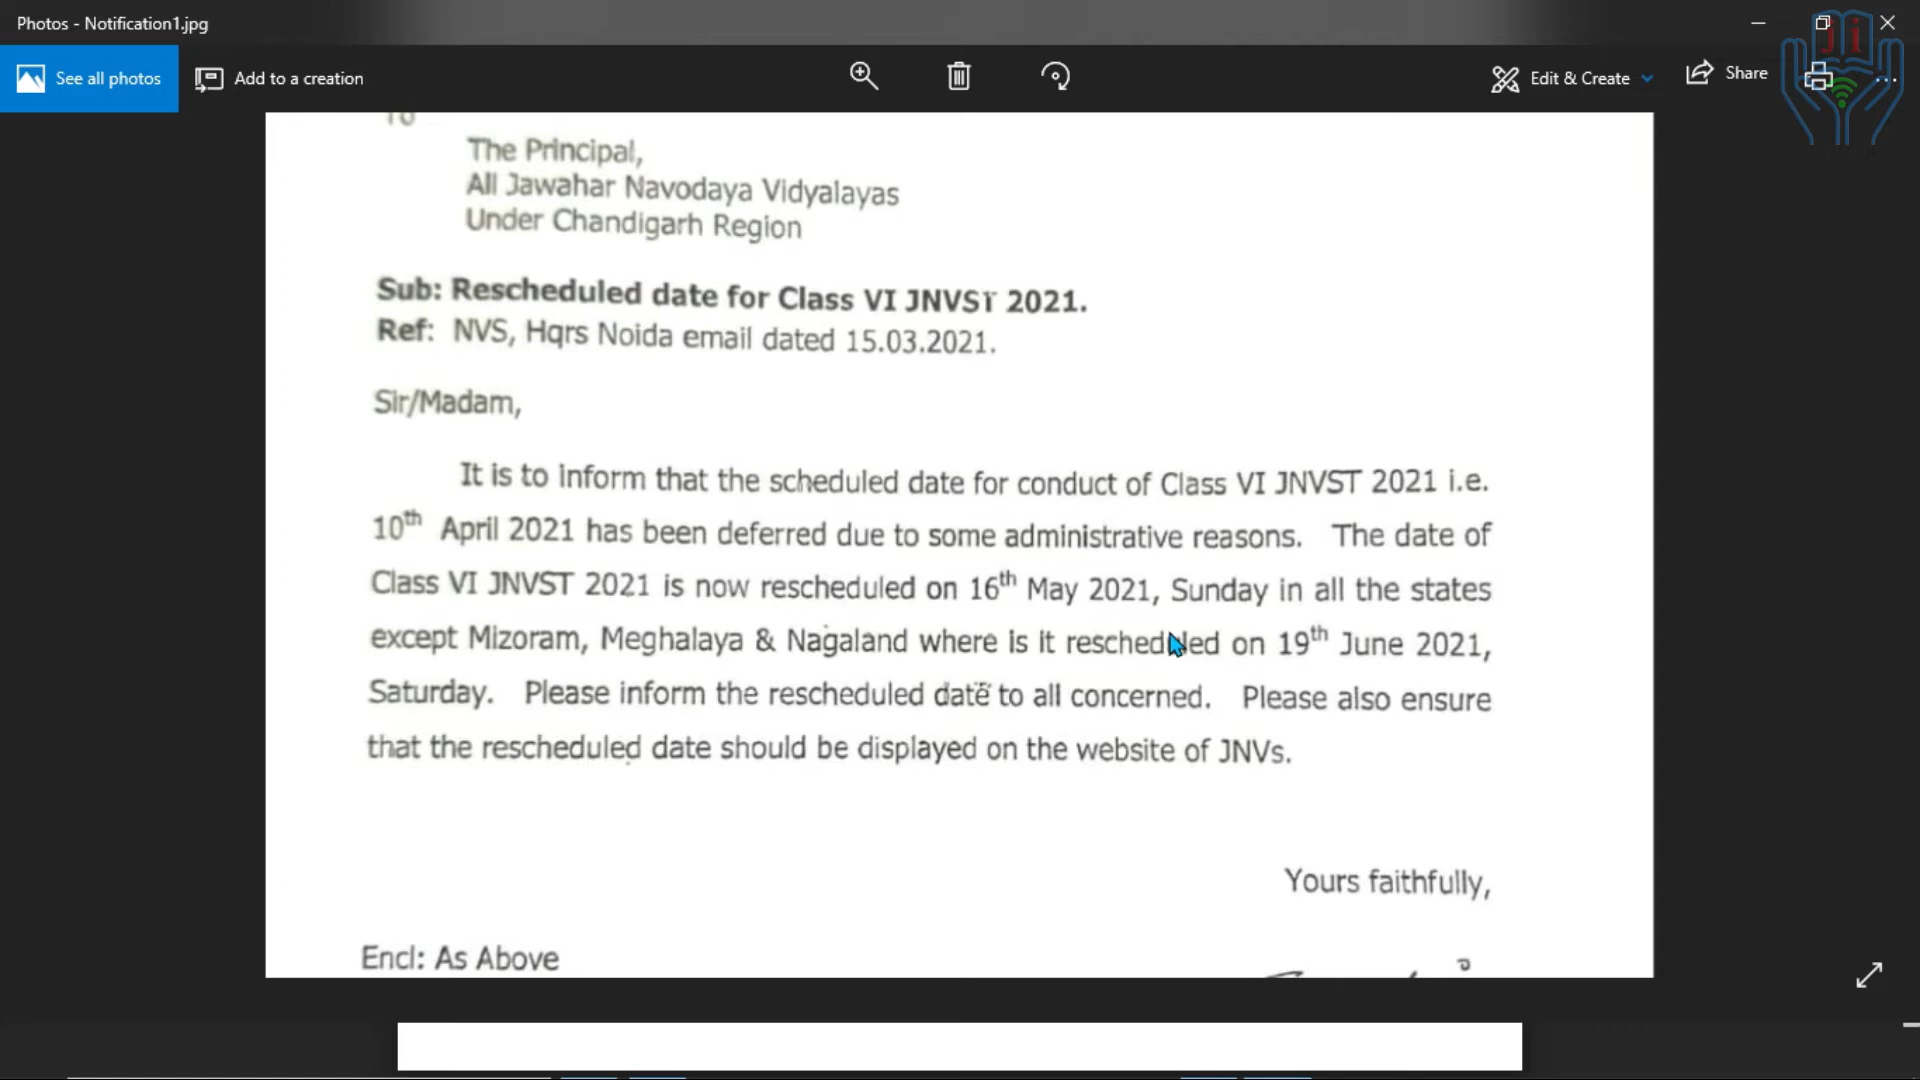 Photos - Notification1.jpg
Ji
See all photos
Add to a creation
Edit & Create
Share
To
The Principal,
All Jawahar Navodaya Vidyalayas
Under Chandigarh Region
Sub: Rescheduled date for Class VI JNVST 2021.
Ref: NVS, Hqrs Noida email dated 15.03.2021.
Sir/Madam,
It is to inform that the scheduled date for conduct of Class VI JNVST 2021 i.e.
10th April 2021 has been deferred due to some administrative reasons. The date of
Class VI JNVST 2021 is now rescheduled on 16th May 2021, Sunday in all the states
except Mizoram, Meghalaya & Nagaland where is it rescheduled on 19th June 2021,
Saturday. Please inform the rescheduled date to all concerned. Please also ensure
that the rescheduled date should be displayed on the website of JNVs.
Yours faithfully,
Encl: As Above